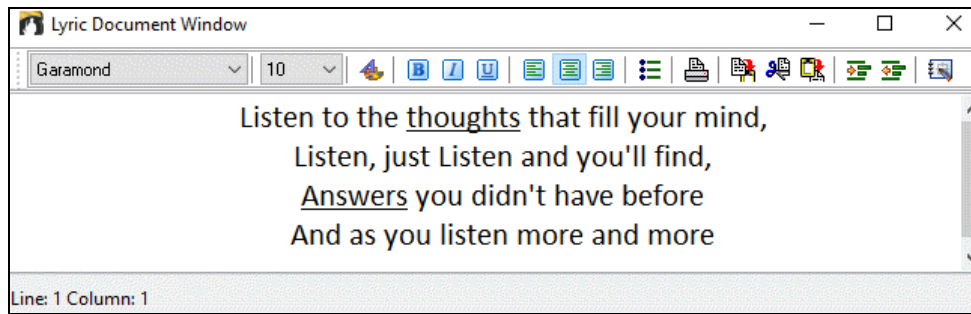 Lyric Document Window
Garamond 10 B I U
Listen to the thoughts that fill your mind,
Listen, just Listen and you'll find,
Answers you didn't have before
And as you listen more and more
Line: 1 Column: 1